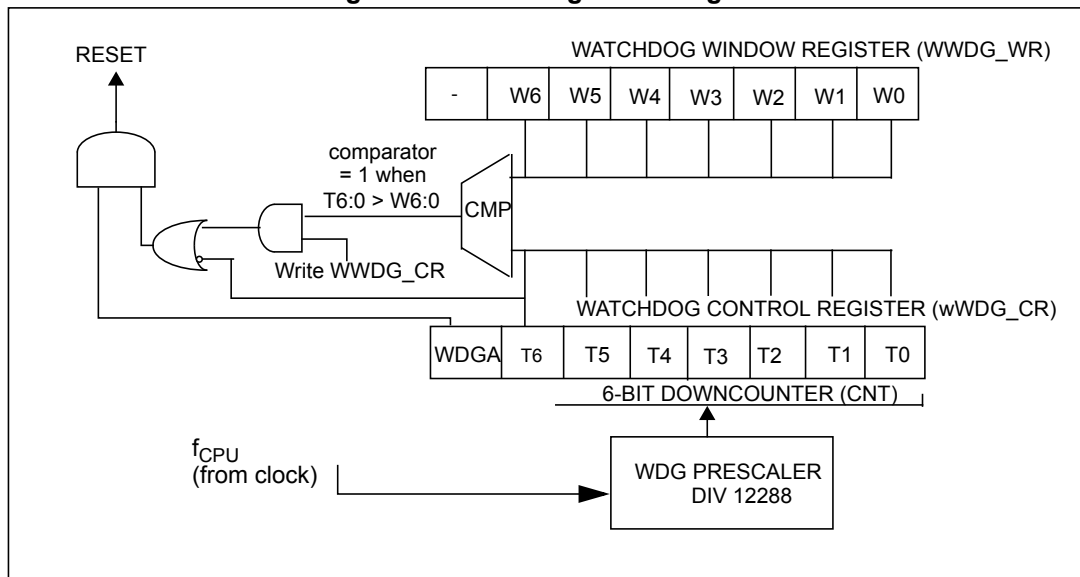 RESET
WATCHDOG WINDOW REGISTER (WWDG_WR)
- W6 W5 W4 W3 W2 W1 W0
comparator
= 1 when
T6:0 > W6:0
CMP
Write WWDG_CR
WATCHDOG CONTROL REGISTER (wWDG_CR)
WDGA T6 T5 T4 T3 T2 T1 T0
6-BIT DOWNCOUNTER (CNT)
fCPU
(from clock)
WDG PRESCALER
DIV 12288